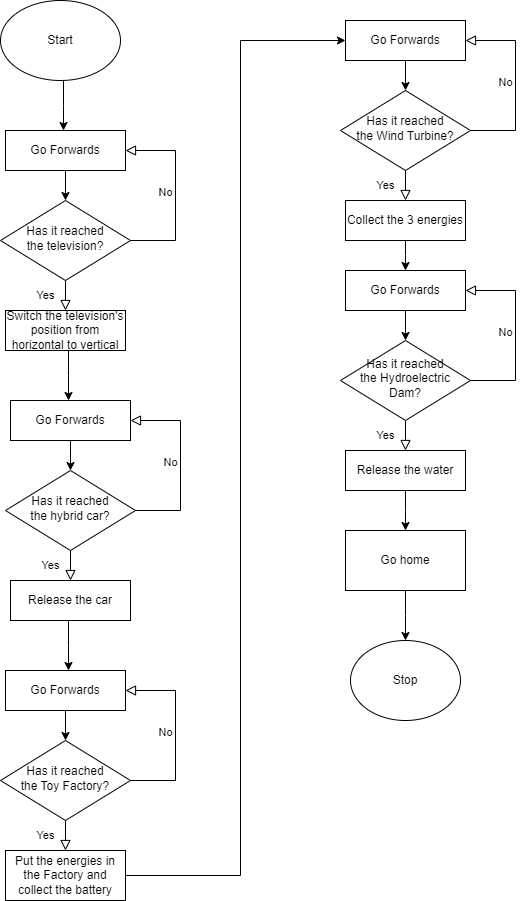 Start
Go Forwards
No
Has it reached
the television?
Yes
Switch the television's
position from
horizontal to vertical
Go Forwards
No
Has it reached
the hybrid car?
Yes
Release the car
Go Forwards
No
Has it reached
the Toy Factory?
Yes
Put the energies in
the Factory and
collect the battery
Go Forwards
No
Has it reached
the Wind Turbine?
Yes
Collect the 3 energies
Go Forwards
No
Has it reached
the Hydroelectric
Dam?
Yes
Release the water
Go home
Stop